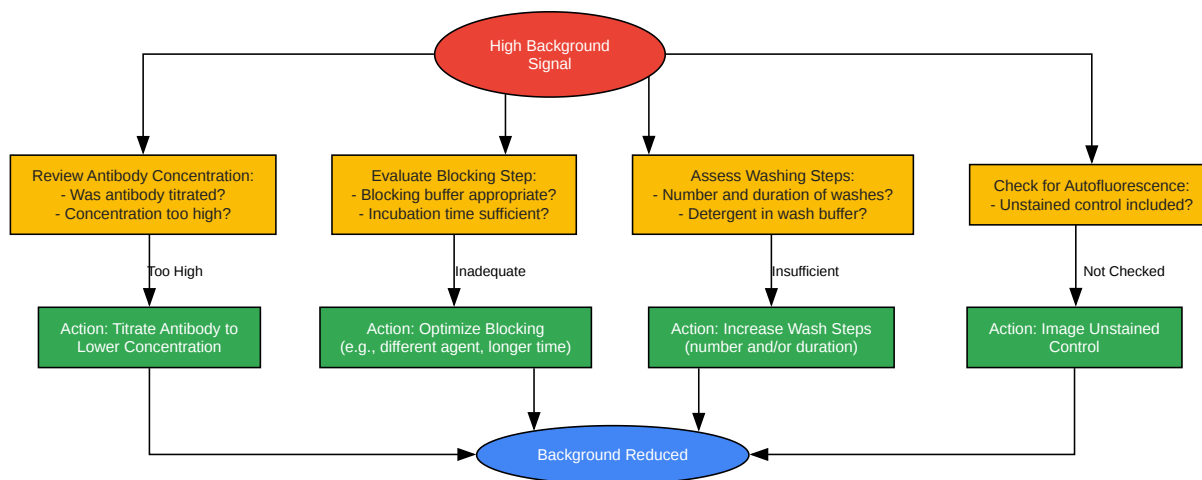 High Background
Signal
Review Antibody Concentration:
- Was antibody titrated?
- Concentration too high?
Evaluate Blocking Step:
- Blocking buffer appropriate?
- Incubation time sufficient?
Assess Washing Steps:
- Number and duration of washes?
- Detergent in wash buffer?
Check for Autofluorescence:
- Unstained control included?
Too High
Inadequate
Insufficient
Not Checked
Action: Titrate Antibody to
Lower Concentration
Action: Optimize Blocking
(e.g., different agent, longer time)
Action: Increase Wash Steps
(number and/or duration)
Action: Image Unstained
Control
Background Reduced